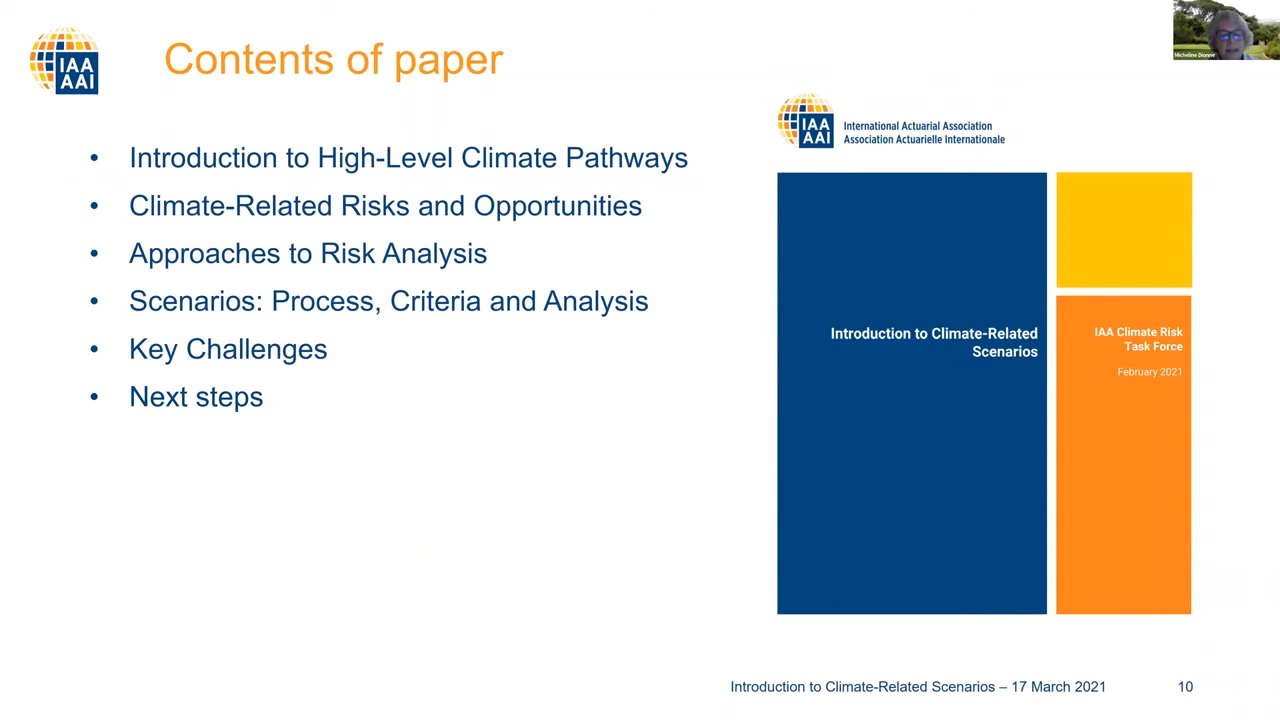 IAA
AAI
Contents of paper
Micheline Dionne
• Introduction to High-Level Climate Pathways
• Climate-Related Risks and Opportunities
• Approaches to Risk Analysis
• Scenarios: Process, Criteria and Analysis
• Key Challenges
• Next steps
IAA
AAI
International Actuarial Association
Association Actuarielle Internationale
Introduction to Climate-Related
Scenarios
IAA Climate Risk
Task Force
February 2021
Introduction to Climate-Related Scenarios – 17 March 2021
10